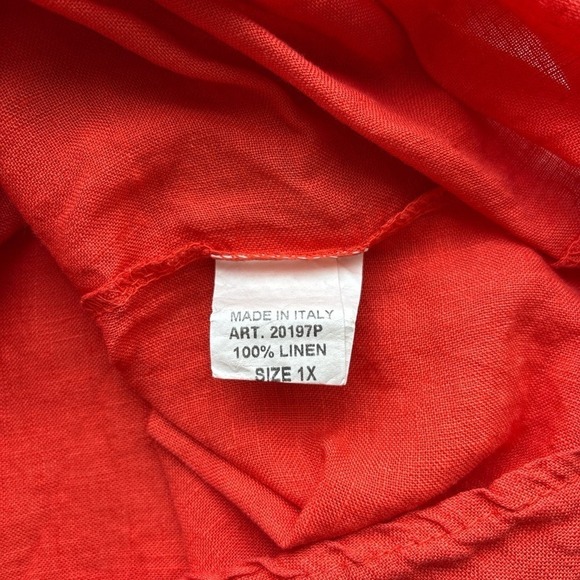 MADE IN ITALY
ART. 20197P
100% LINEN
SIZE 1X